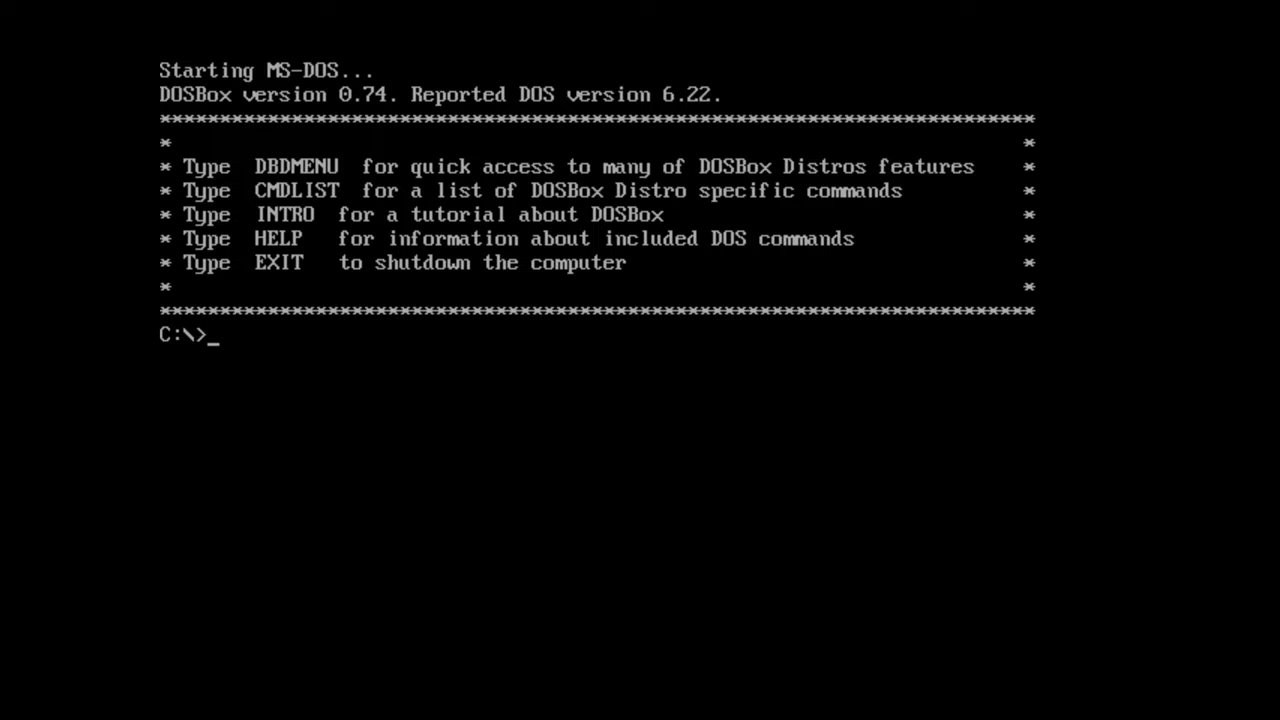 Starting MS-DOS...
DOSBox version 0.74. Reported DOS version 6.22.
**************************************************************************
*                                                                        *
* Type  DBDMENU  for quick access to many of DOSBox Distros features     *
* Type  CMDLIST  for a list of DOSBox Distro specific commands           *
* Type  INTRO  for a tutorial about DOSBox                               *
* Type  HELP   for information about included DOS commands               *
* Type  EXIT   to shutdown the computer                                  *
*                                                                        *
**************************************************************************
C:\>_